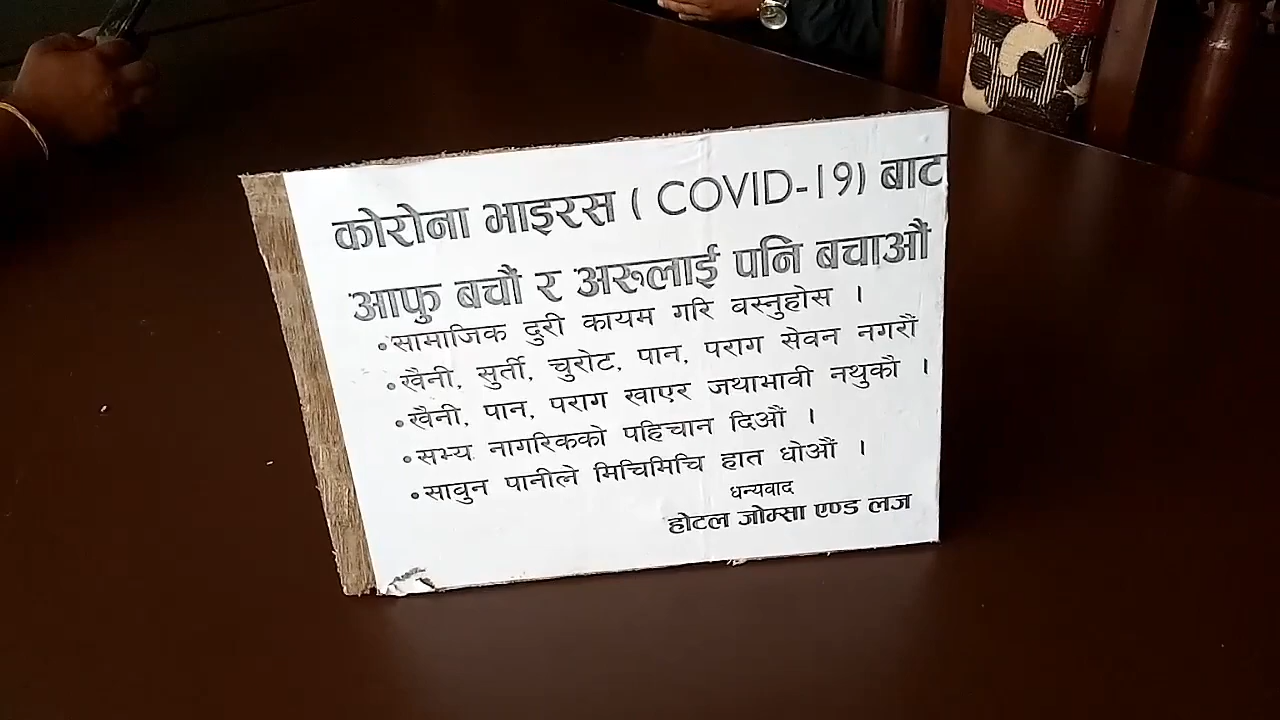 कोरोना भाइरस ( COVID-19) बाट
आफु बचौं र अरुलाई पनि बचाऔं
• सामाजिक दुरी कायम गरि वस्नुहोस ।
• खैनी, सुर्ती, चुरोट, पान, पराग सेवन नगरौं
• खैनी, पान, पराग खाएर जथाभावी नथुकौ ।
• सभ्य नागरिकको पहिचान दिऔं ।
• सावुन पानीले मिचिमिचि हात धोऔं ।
धन्यवाद
होटल जोम्सा एण्ड लज